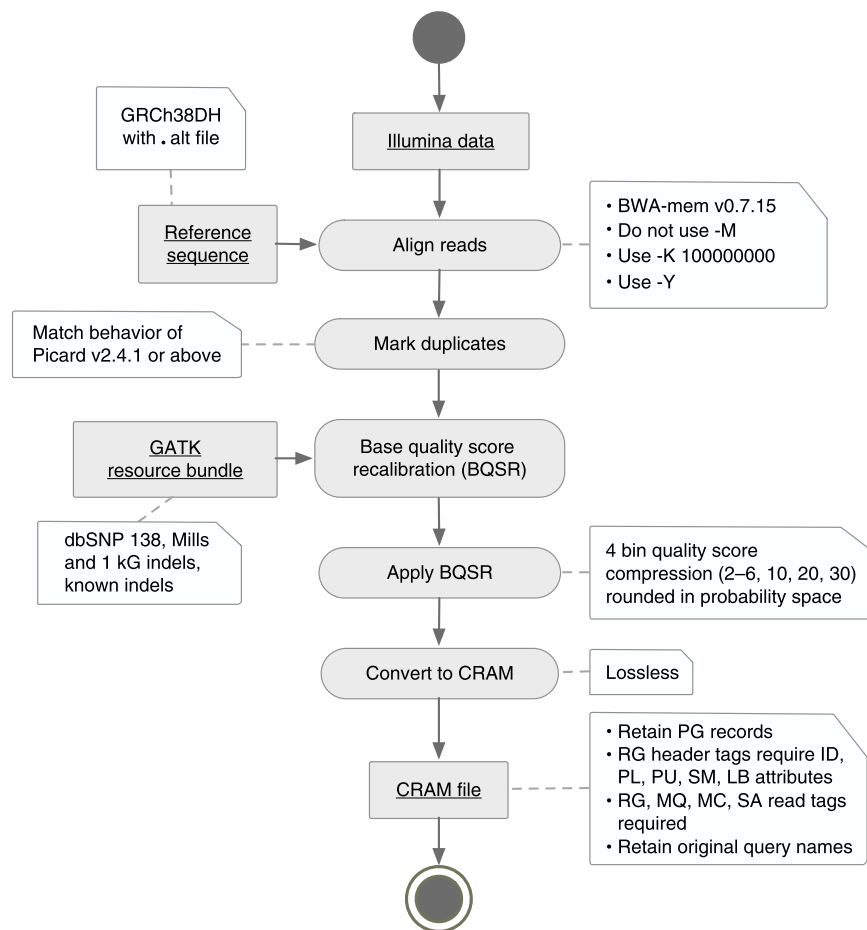 GRCh38DH
with .alt file
Illumina data
Reference
sequence
Align reads
• BWA-mem v0.7.15
• Do not use -M
• Use -K 100000000
• Use -Y
Match behavior of
Picard v2.4.1 or above
Mark duplicates
GATK
resource bundle
Base quality score
recalibration (BQSR)
dbSNP 138, Mills
and 1 kG indels,
known indels
Apply BQSR
4 bin quality score
compression (2–6, 10, 20, 30)
rounded in probability space
Convert to CRAM
Lossless
CRAM file
• Retain PG records
• RG header tags require ID,
PL, PU, SM, LB attributes
• RG, MQ, MC, SA read tags
required
• Retain original query names